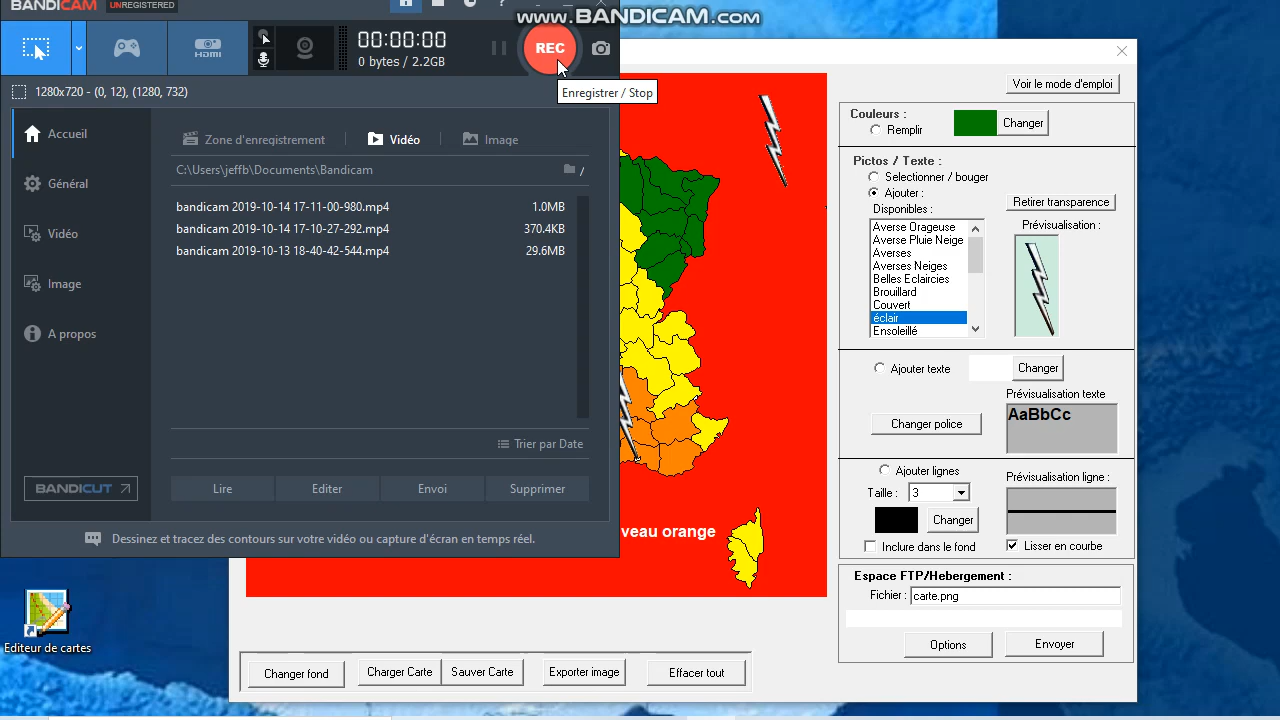 BANDICAM UNREGISTERED
www.BANDICAM.com
HDMI
00:00:00
0 bytes / 2.2GB
REC
Enregistrer / Stop
1280x720 - (0, 12), (1280, 732)
Accueil
Général
Vidéo
Image
A propos
BANDICUT
Zone d'enregistrement
Vidéo
Image
C:\Users\jeffb\Documents\Bandicam
/
bandicam 2019-10-14 17-11-00-980.mp4 1.0MB
bandicam 2019-10-14 17-10-27-292.mp4 370.4KB
bandicam 2019-10-13 18-40-42-544.mp4 29.6MB
Trier par Date
Lire Editer Envoi Supprimer
Dessinez et tracez des contours sur votre vidéo ou capture d'écran en temps réel.
veau orange
Editeur de cartes
Changer fond Charger Carte Sauver Carte Exporter image Effacer tout
Voir le mode d'emploi
Couleurs :
Remplir Changer
Pictos / Texte :
Selectionner / bouger
Ajouter :
Retirer transparence
Disponibles :
Prévisualisation :
Averse Orageuse
Averse Pluie Neige
Averses
Averses Neiges
Belles Eclaircies
Brouillard
Couvert
éclair
Ensoleillé
Ajouter texte Changer
Prévisualisation texte
AaBbCc
Changer police
Ajouter lignes
Prévisualisation ligne :
Taille : 3
Changer
Inclure dans le fond
Lisser en courbe
Espace FTP/Hebergement :
Fichier : carte.png
Options Envoyer